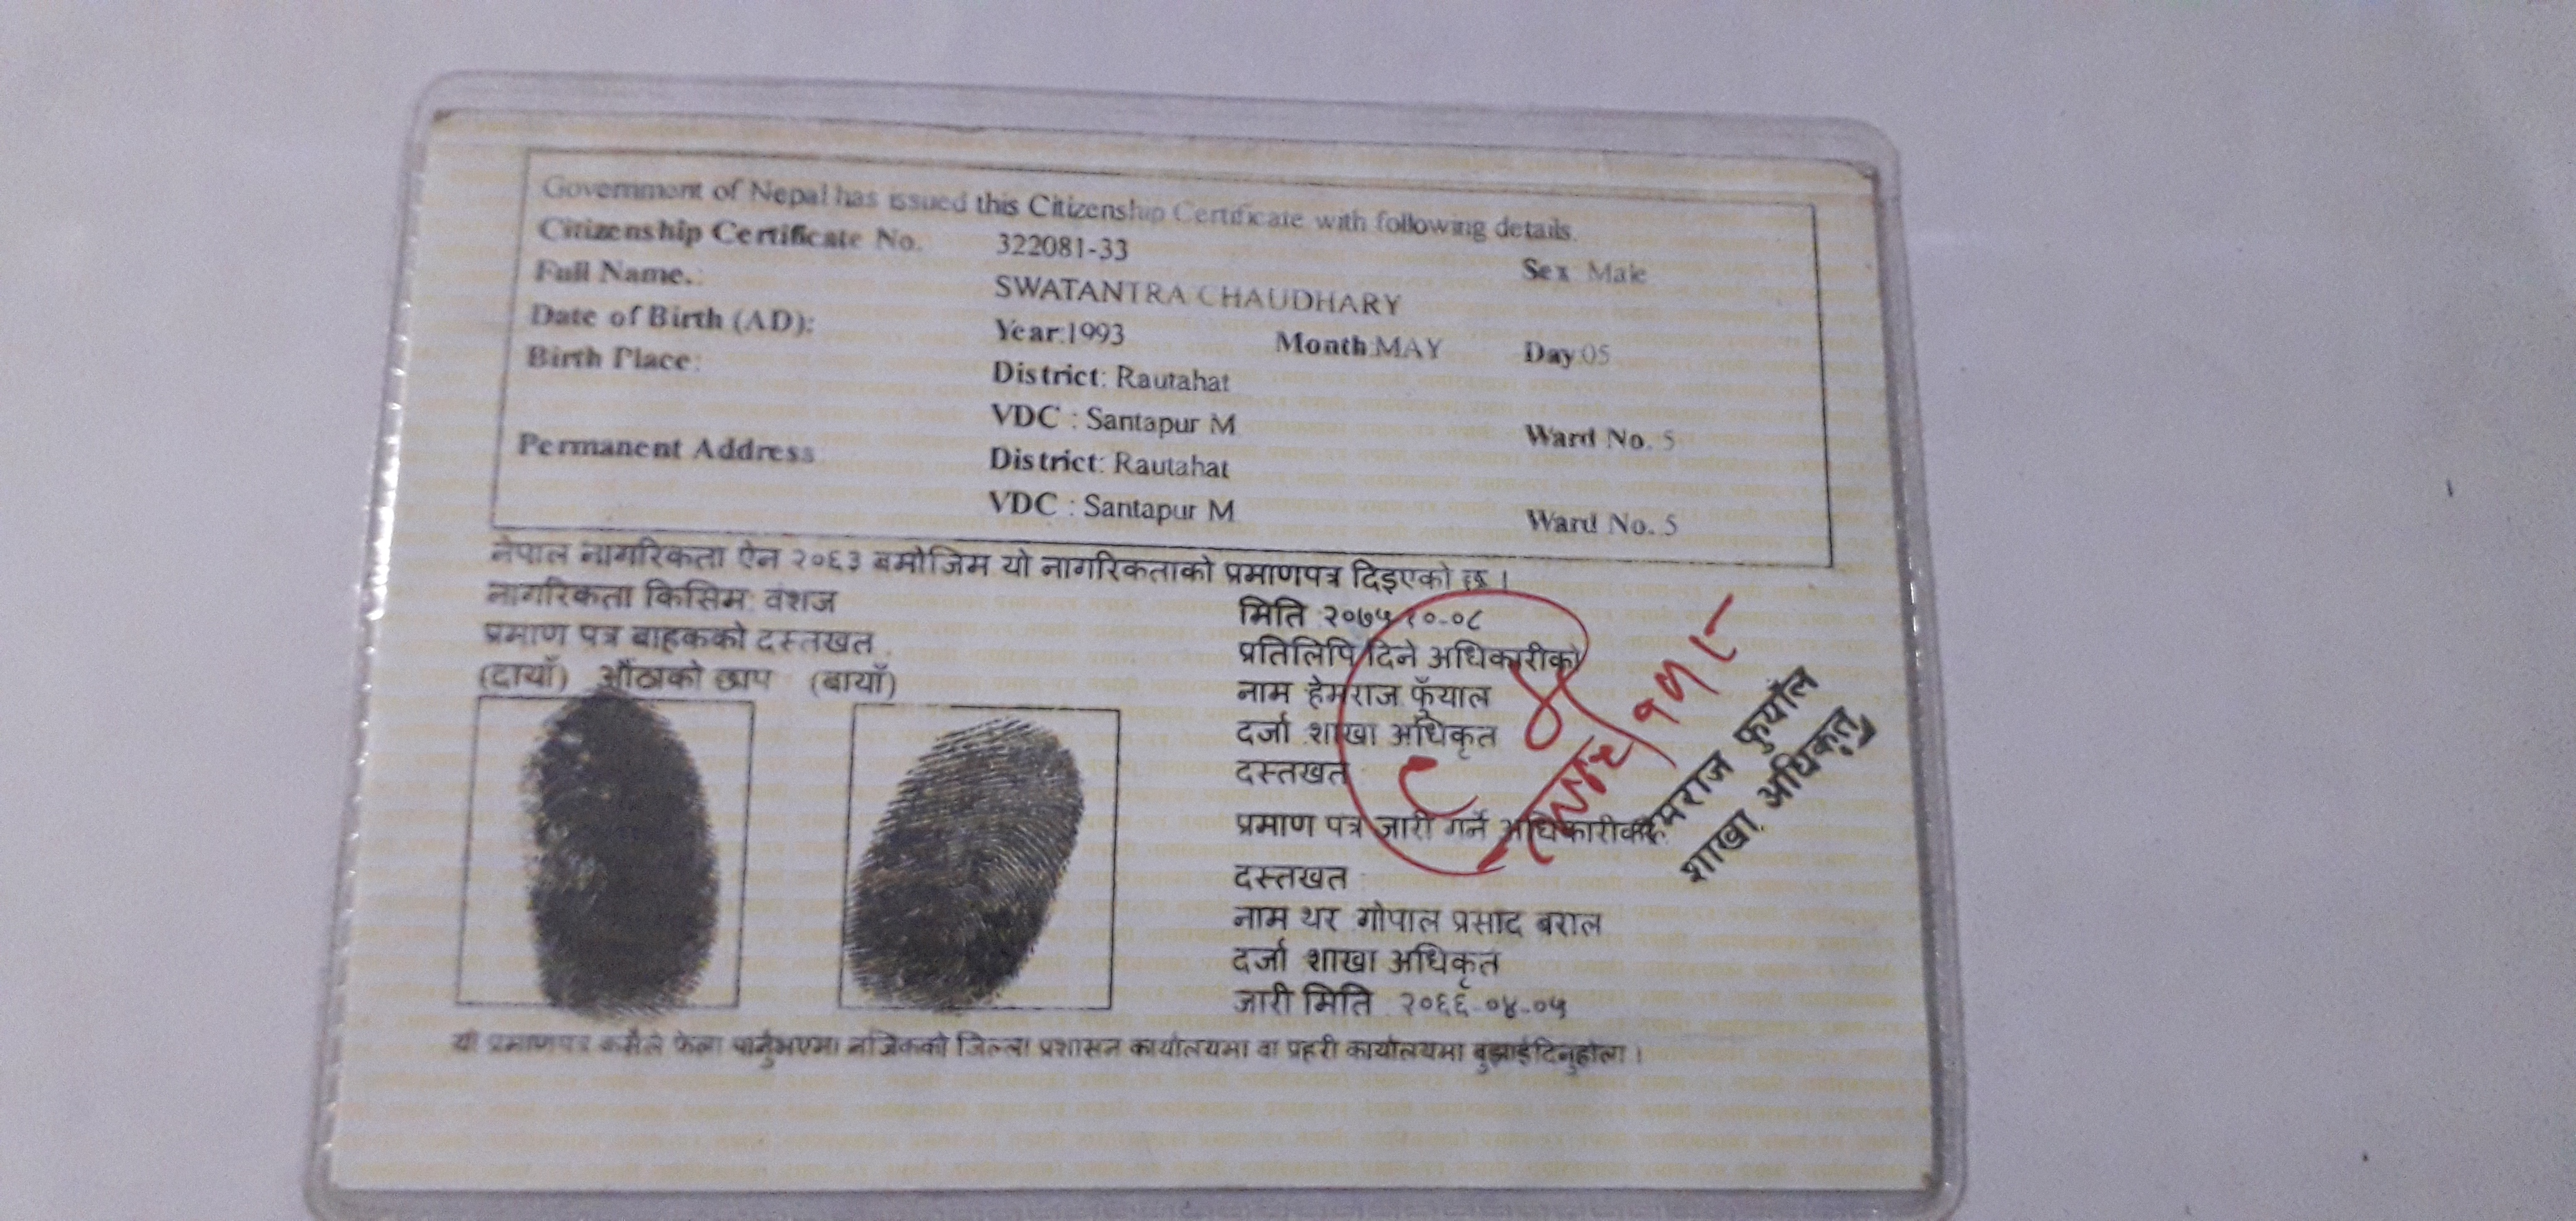 Government of Nepal has issued this Citizenship Certificate with following details.
Citizenship Certificate No. 322081-33 Sex Male
Full Name.: SWATANTRA CHAUDHARY
Date of Birth (AD): Year:1993 Month:MAY Day:05
Birth Place: District: Rautahat
VDC : Santapur M Ward No. 5
Permanent Address District: Rautahat
VDC : Santapur M Ward No. 5
नेपाल नागरिकता ऐन २०६३ बमोजिम यो नागरिकताको प्रमाणपत्र दिइएको छ ।
नागरिकता किसिम: वंशज
प्रमाण पत्र बाहकको दस्तखत
(दायाँ) औंठाको छाप (बायाँ)
मिति २०७५-१०-०८
प्रतिलिपि दिने अधिकारीको
नाम हेमराज फुँयाल
दर्जा शाखा अधिकृत
दस्तखत
प्रमाण पत्र जारी गर्ने अधिकारीको
दस्तखत
नाम थर गोपाल प्रसाद बराल
दर्जा शाखा अधिकृत
जारी मिति : २०६६-०४-०५
हेमराज फुयाँल
शाखा अधिकृत
यो प्रमाणपत्र कसैले फेला पार्नुभएमा नजिकको जिल्ला प्रशासन कार्यालयमा वा प्रहरी कार्यालयमा बुझाईदिनुहोला ।